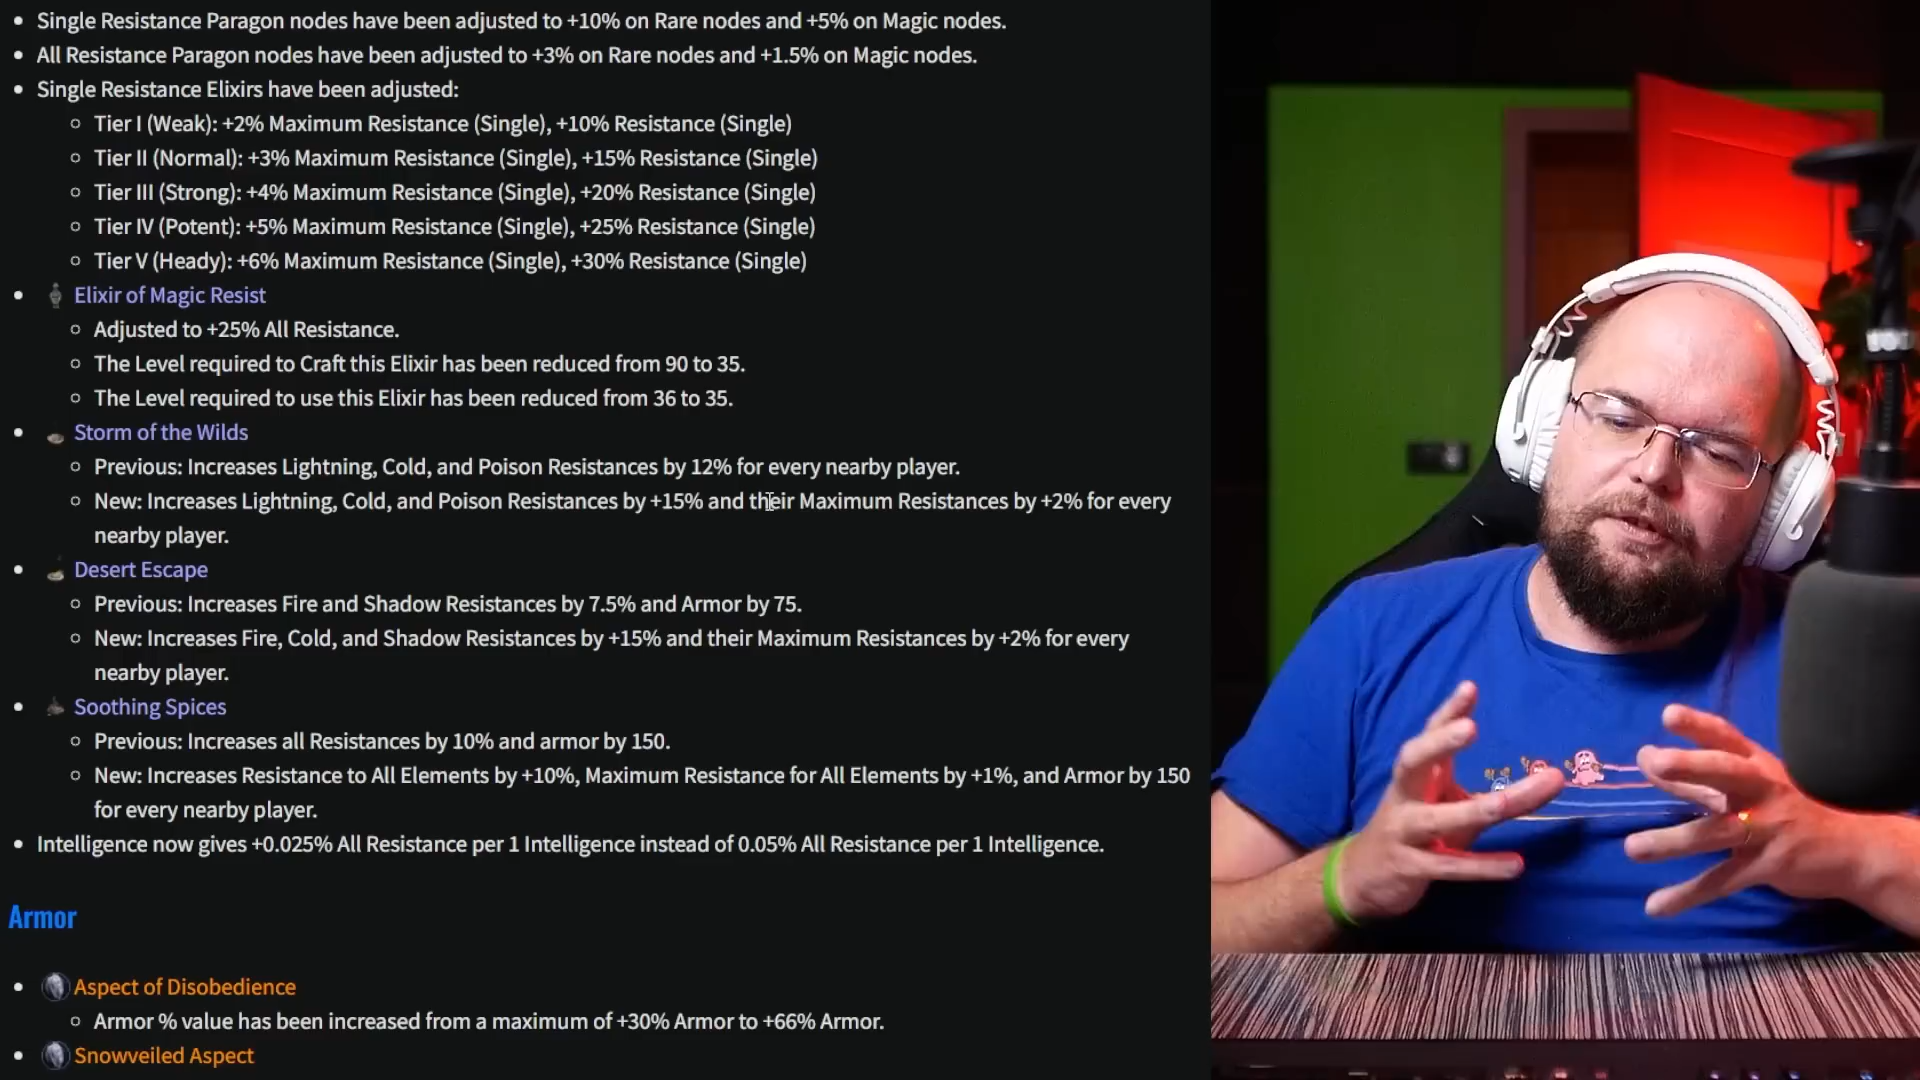 Single Resistance Paragon nodes have been adjusted to +10% on Rare nodes and +5% on Magic nodes.
All Resistance Paragon nodes have been adjusted to +3% on Rare nodes and +1.5% on Magic nodes.
Single Resistance Elixirs have been adjusted:
Tier I (Weak): +2% Maximum Resistance (Single), +10% Resistance (Single)
Tier II (Normal): +3% Maximum Resistance (Single), +15% Resistance (Single)
Tier III (Strong): +4% Maximum Resistance (Single), +20% Resistance (Single)
Tier IV (Potent): +5% Maximum Resistance (Single), +25% Resistance (Single)
Tier V (Heady): +6% Maximum Resistance (Single), +30% Resistance (Single)
Elixir of Magic Resist
Adjusted to +25% All Resistance.
The Level required to Craft this Elixir has been reduced from 90 to 35.
The Level required to use this Elixir has been reduced from 36 to 35.
Storm of the Wilds
Previous: Increases Lightning, Cold, and Poison Resistances by 12% for every nearby player.
New: Increases Lightning, Cold, and Poison Resistances by +15% and their Maximum Resistances by +2% for every
nearby player.
Desert Escape
Previous: Increases Fire and Shadow Resistances by 7.5% and Armor by 75.
New: Increases Fire, Cold, and Shadow Resistances by +15% and their Maximum Resistances by +2% for every
nearby player.
Soothing Spices
Previous: Increases all Resistances by 10% and armor by 150.
New: Increases Resistance to All Elements by +10%, Maximum Resistance for All Elements by +1%, and Armor by 150
for every nearby player.
Intelligence now gives +0.025% All Resistance per 1 Intelligence instead of 0.05% All Resistance per 1 Intelligence.
Armor
Aspect of Disobedience
Armor % value has been increased from a maximum of +30% Armor to +66% Armor.
Snowveiled Aspect